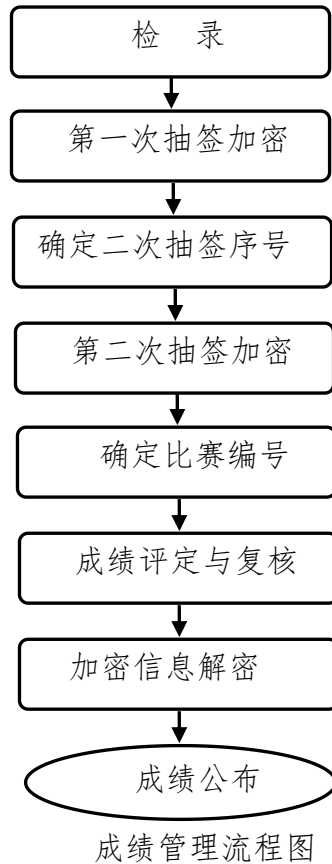 检 录
第一次抽签加密
确定二次抽签序号
第二次抽签加密
确定比赛编号
成绩评定与复核
加密信息解密
成绩公布
成绩管理流程图